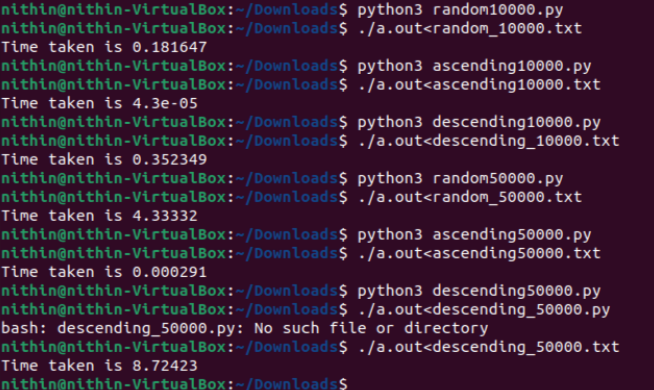 nithin@nithin-VirtualBox:~/Downloads$ python3 random10000.py
nithin@nithin-VirtualBox:~/Downloads$ ./a.out<random_10000.txt
Time taken is 0.181647
nithin@nithin-VirtualBox:~/Downloads$ python3 ascending10000.py
nithin@nithin-VirtualBox:~/Downloads$ ./a.out<ascending10000.txt
Time taken is 4.3e-05
nithin@nithin-VirtualBox:~/Downloads$ python3 descending10000.py
nithin@nithin-VirtualBox:~/Downloads$ ./a.out<descending_10000.txt
Time taken is 0.352349
nithin@nithin-VirtualBox:~/Downloads$ python3 random50000.py
nithin@nithin-VirtualBox:~/Downloads$ ./a.out<random_50000.txt
Time taken is 4.33332
nithin@nithin-VirtualBox:~/Downloads$ python3 ascending50000.py
nithin@nithin-VirtualBox:~/Downloads$ ./a.out<ascending50000.txt
Time taken is 0.000291
nithin@nithin-VirtualBox:~/Downloads$ python3 descending50000.py
nithin@nithin-VirtualBox:~/Downloads$ ./a.out<descending_50000.py
bash: descending_50000.py: No such file or directory
nithin@nithin-VirtualBox:~/Downloads$ ./a.out<descending_50000.txt
Time taken is 8.72423
nithin@nithin-VirtualBox:~/Downloads$